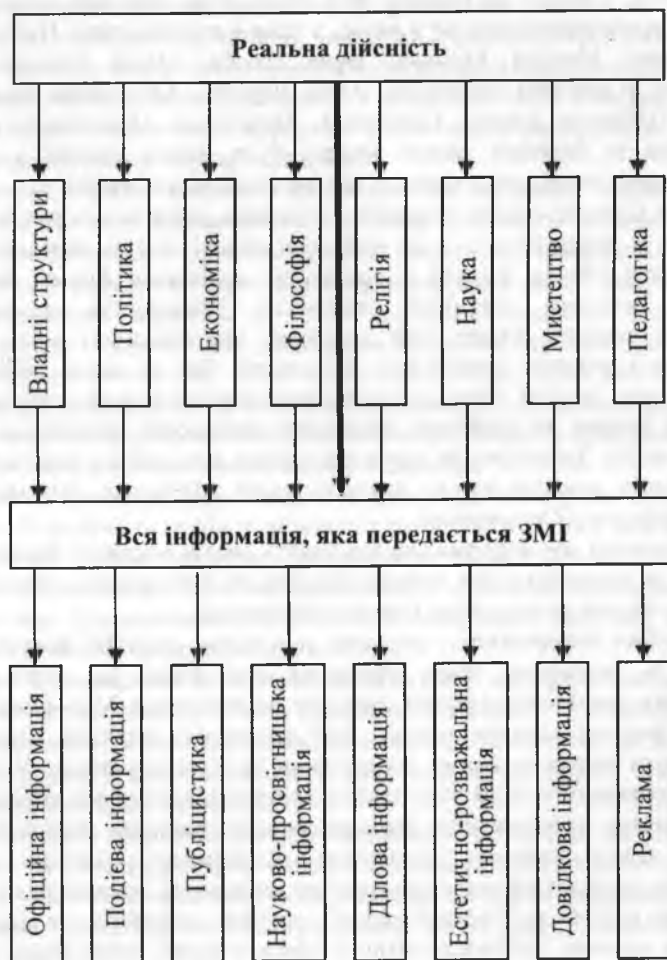 Реальна дійсність
Владні структури
Політика
Економіка
Філософія
Релігія
Наука
Мистецтво
Педагогіка
Вся інформація, яка передається ЗМІ
Офіційна інформація
Подієва інформація
Публіцистика
Науково-просвітницька
інформація
Ділова інформація
Естетично-розважальна
інформація
Довідкова інформація
Реклама